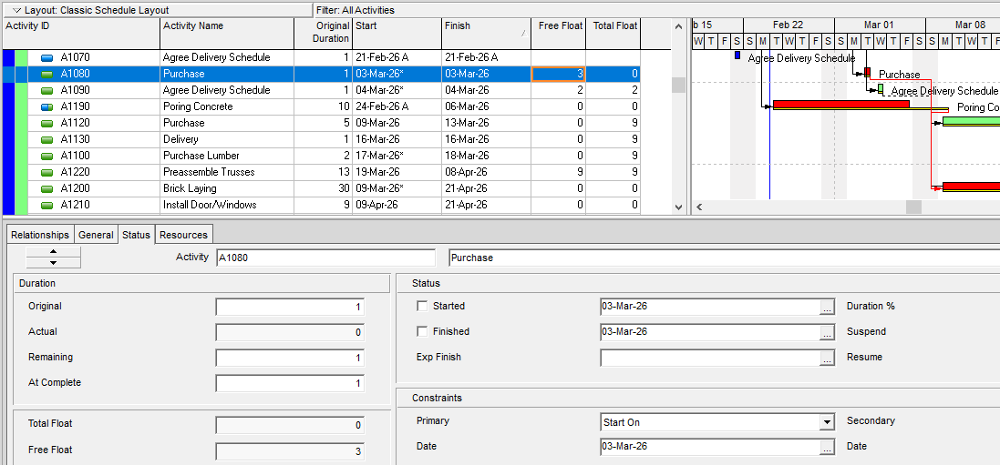 Layout: Classic Schedule Layout Filter: All Activities
Activity ID Activity Name Original Duration Start Finish Free Float Total Float b 15 Feb 22 Mar 01 Mar 08
W T F S S M T W T F S S M T W T F S S M T W T F
A1070 Agree Delivery Schedule 1 21-Feb-26 A 21-Feb-26 A Agree Delivery Schedule
A1080 Purchase 1 03-Mar-26* 03-Mar-26 3 0 Purchase
A1090 Agree Delivery Schedule 1 04-Mar-26* 04-Mar-26 2 2 Agree Delivery Schedule
A1190 Poring Concrete 10 24-Feb-26 A 06-Mar-26 0 0 Poring Co
A1120 Purchase 5 09-Mar-26 13-Mar-26 0 9
A1130 Delivery 1 16-Mar-26 16-Mar-26 0 9
A1100 Purchase Lumber 2 17-Mar-26* 18-Mar-26 0 9
A1220 Preassemble Trusses 13 19-Mar-26 08-Apr-26 9 9
A1200 Brick Laying 30 09-Mar-26* 21-Apr-26 0 0
A1210 Install Door/Windows 9 09-Apr-26 21-Apr-26 0 0
Relationships General Status Resources
Activity A1080 Purchase
Duration Status
Original 1 Started 03-Mar-26 ... Duration %
Actual 0 Finished 03-Mar-26 ... Suspend
Remaining 1 Exp Finish ... Resume
At Complete 1
Constraints
Total Float 0 Primary Start On Secondary
Free Float 3 Date 03-Mar-26 ... Date